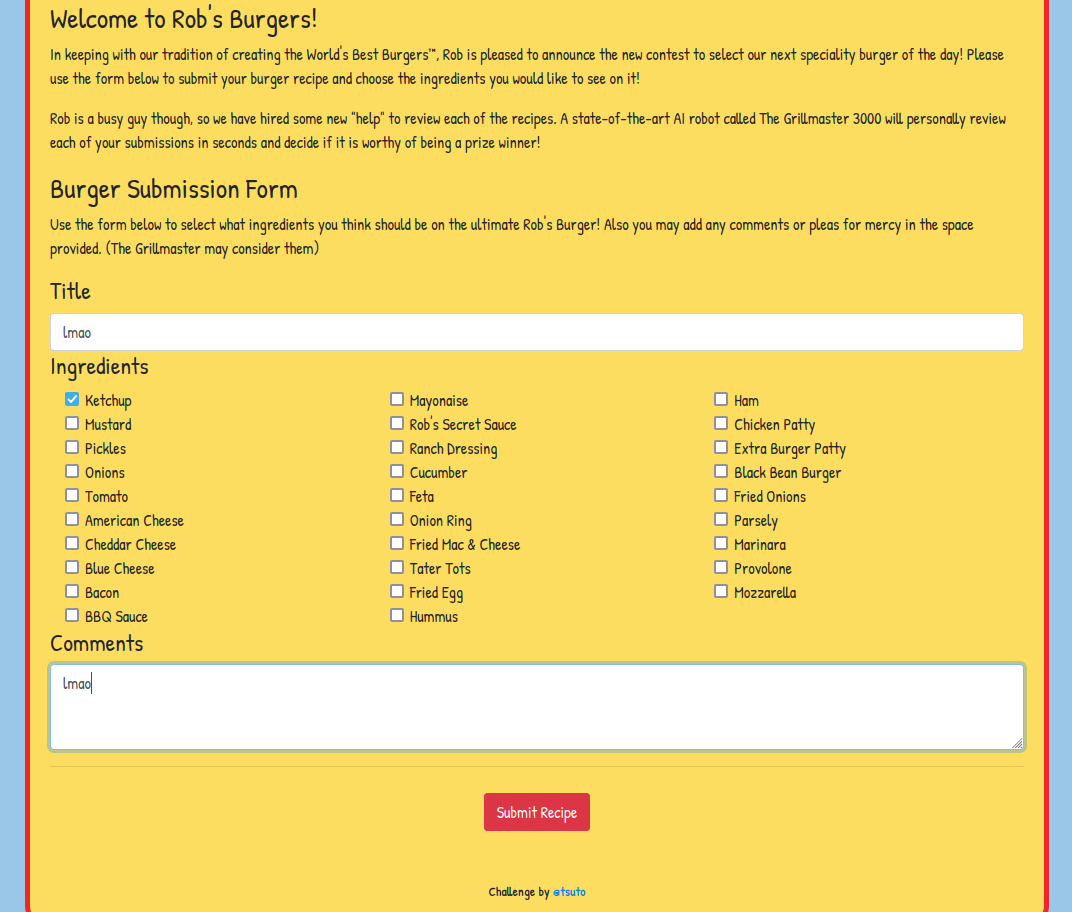 Welcome to Rob's Burgers!
In keeping with our tradition of creating the World's Best Burgers™, Rob is pleased to announce the new contest to select our next speciality burger of the day! Please
use the form below to submit your burger recipe and choose the ingredients you would like to see on it!
Rob is a busy guy though, so we have hired some new "help" to review each of the recipes. A state-of-the-art AI robot called The Grillmaster 3000 will personally review
each of your submissions in seconds and decide if it is worthy of being a prize winner!
Burger Submission Form
Use the form below to select what ingredients you think should be on the ultimate Rob's Burger! Also you may add any comments or pleas for mercy in the space
provided. (The Grillmaster may consider them)
Title
lmao
Ingredients
Ketchup
Mustard
Pickles
Onions
Tomato
American Cheese
Cheddar Cheese
Blue Cheese
Bacon
BBQ Sauce
Mayonaise
Rob's Secret Sauce
Ranch Dressing
Cucumber
Feta
Onion Ring
Fried Mac & Cheese
Tater Tots
Fried Egg
Hummus
Ham
Chicken Patty
Extra Burger Patty
Black Bean Burger
Fried Onions
Parsely
Marinara
Provolone
Mozzarella
Comments
lmao
Submit Recipe
Challenge by @tsuto